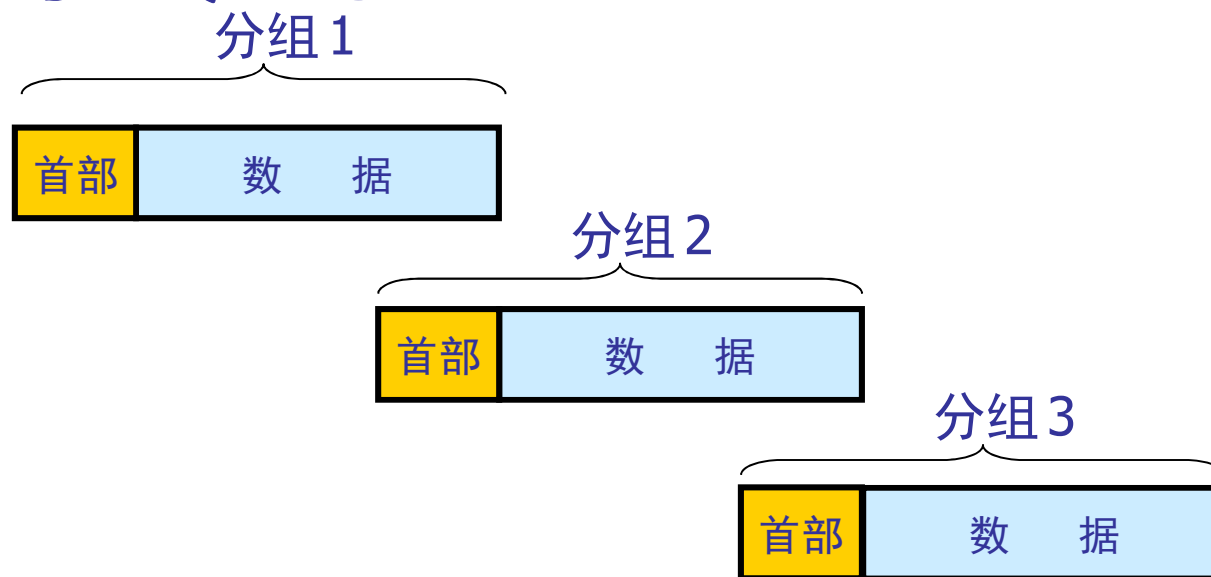 分组1
首部 数 据
分组2
首部 数 据
分组3
首部 数 据